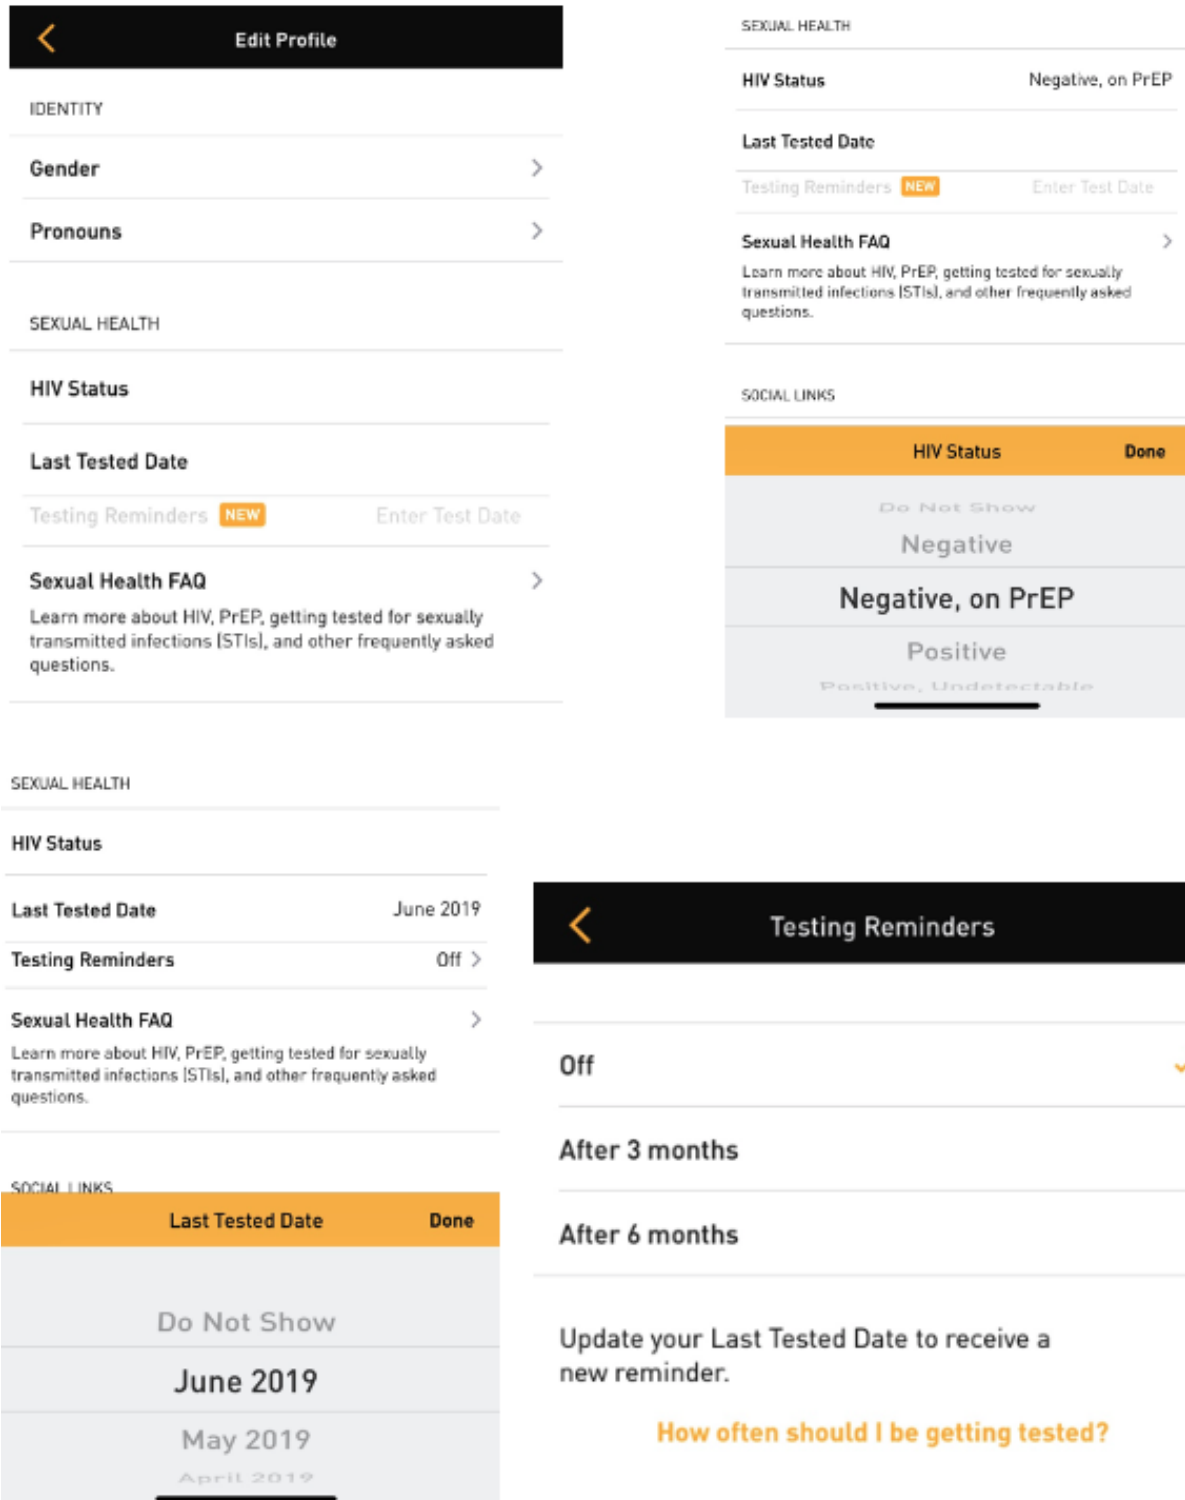 Edit Profile
IDENTITY
Gender
Pronouns
SEXUAL HEALTH
HIV Status
Last Tested Date
Testing Reminders NEW Enter Test Date
Sexual Health FAQ
Learn more about HIV, PrEP, getting tested for sexually
transmitted infections (STIs), and other frequently asked
questions.
SEXUAL HEALTH
HIV Status Negative, on PrEP
Last Tested Date
Testing Reminders NEW Enter Test Date
Sexual Health FAQ
Learn more about HIV, PrEP, getting tested for sexually
transmitted infections (STIs), and other frequently asked
questions.
SOCIAL LINKS
HIV Status Done
Do Not Show
Negative
Negative, on PrEP
Positive
Positive, Undetectable
SEXUAL HEALTH
HIV Status
Last Tested Date June 2019
Testing Reminders Off
Sexual Health FAQ
Learn more about HIV, PrEP, getting tested for sexually
transmitted infections (STIs), and other frequently asked
questions.
SOCIAL LINKS
Last Tested Date Done
Do Not Show
June 2019
May 2019
April 2019
Testing Reminders
Off
After 3 months
After 6 months
Update your Last Tested Date to receive a
new reminder.
How often should I be getting tested?